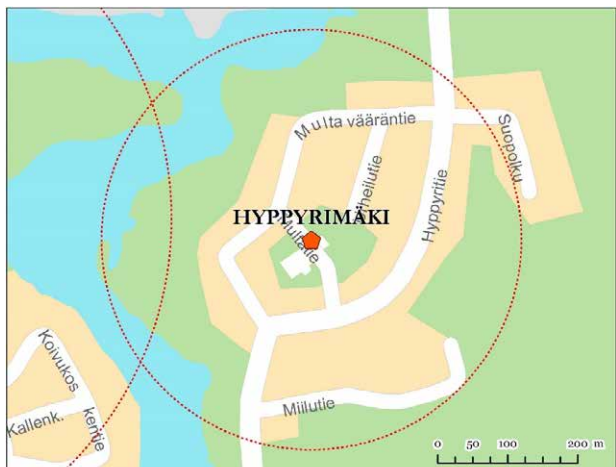 Multa vääräntie
Suopolku
Hyppyritie
HYPPYRIMÄKI
Koivukos
kentie
Kallenk.
Miilutie
0 50 100 200 m